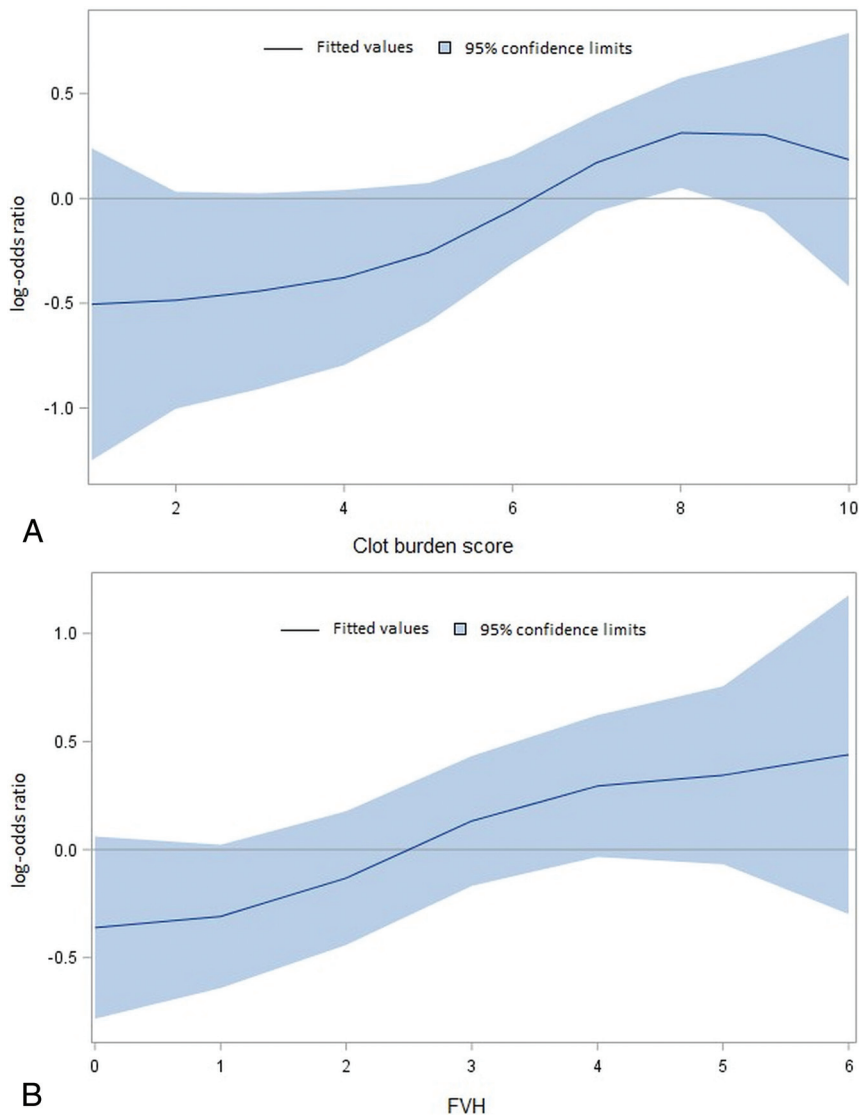 Fitted values 95% confidence limits
0.5
0.0
-0.5
-1.0
log-odds ratio
2 4 6 8 10
A
Clot burden score
Fitted values 95% confidence limits
1.0
0.5
0.0
-0.5
log-odds ratio
0 1 2 3 4 5 6
B
FVH